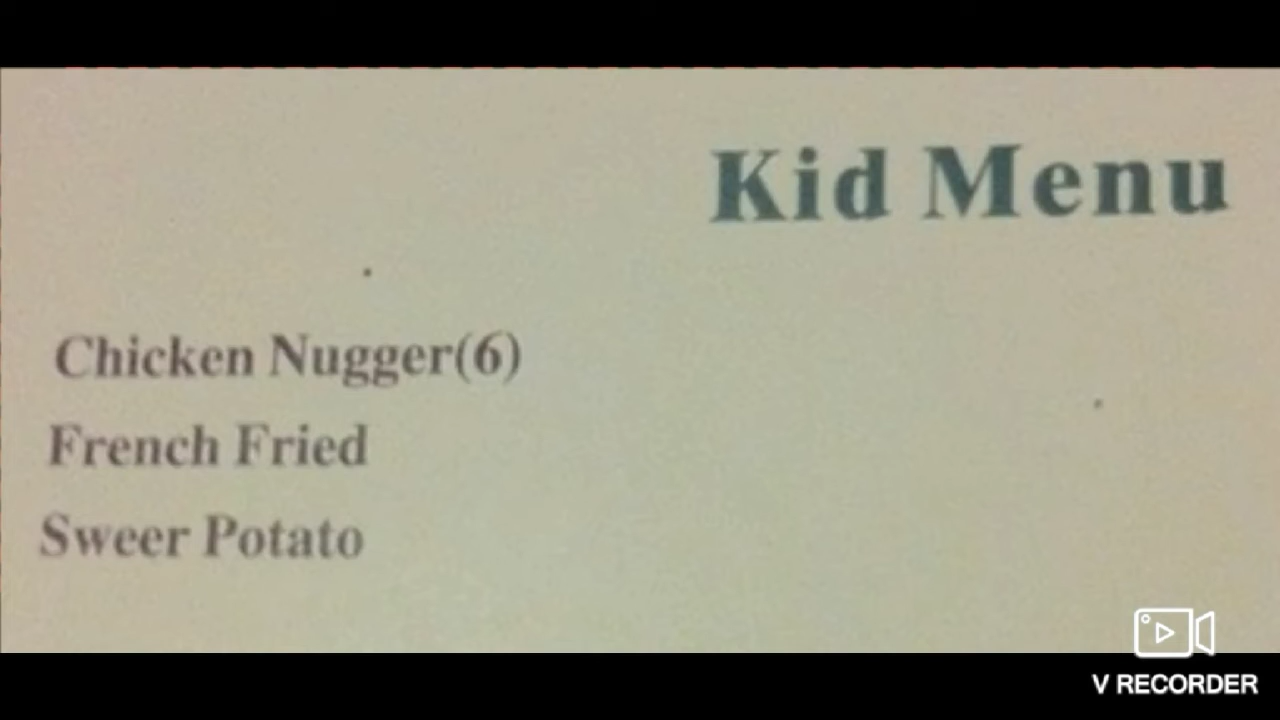 Kid Menu
Chicken Nugger(6)
French Fried
Sweer Potato
V RECORDER